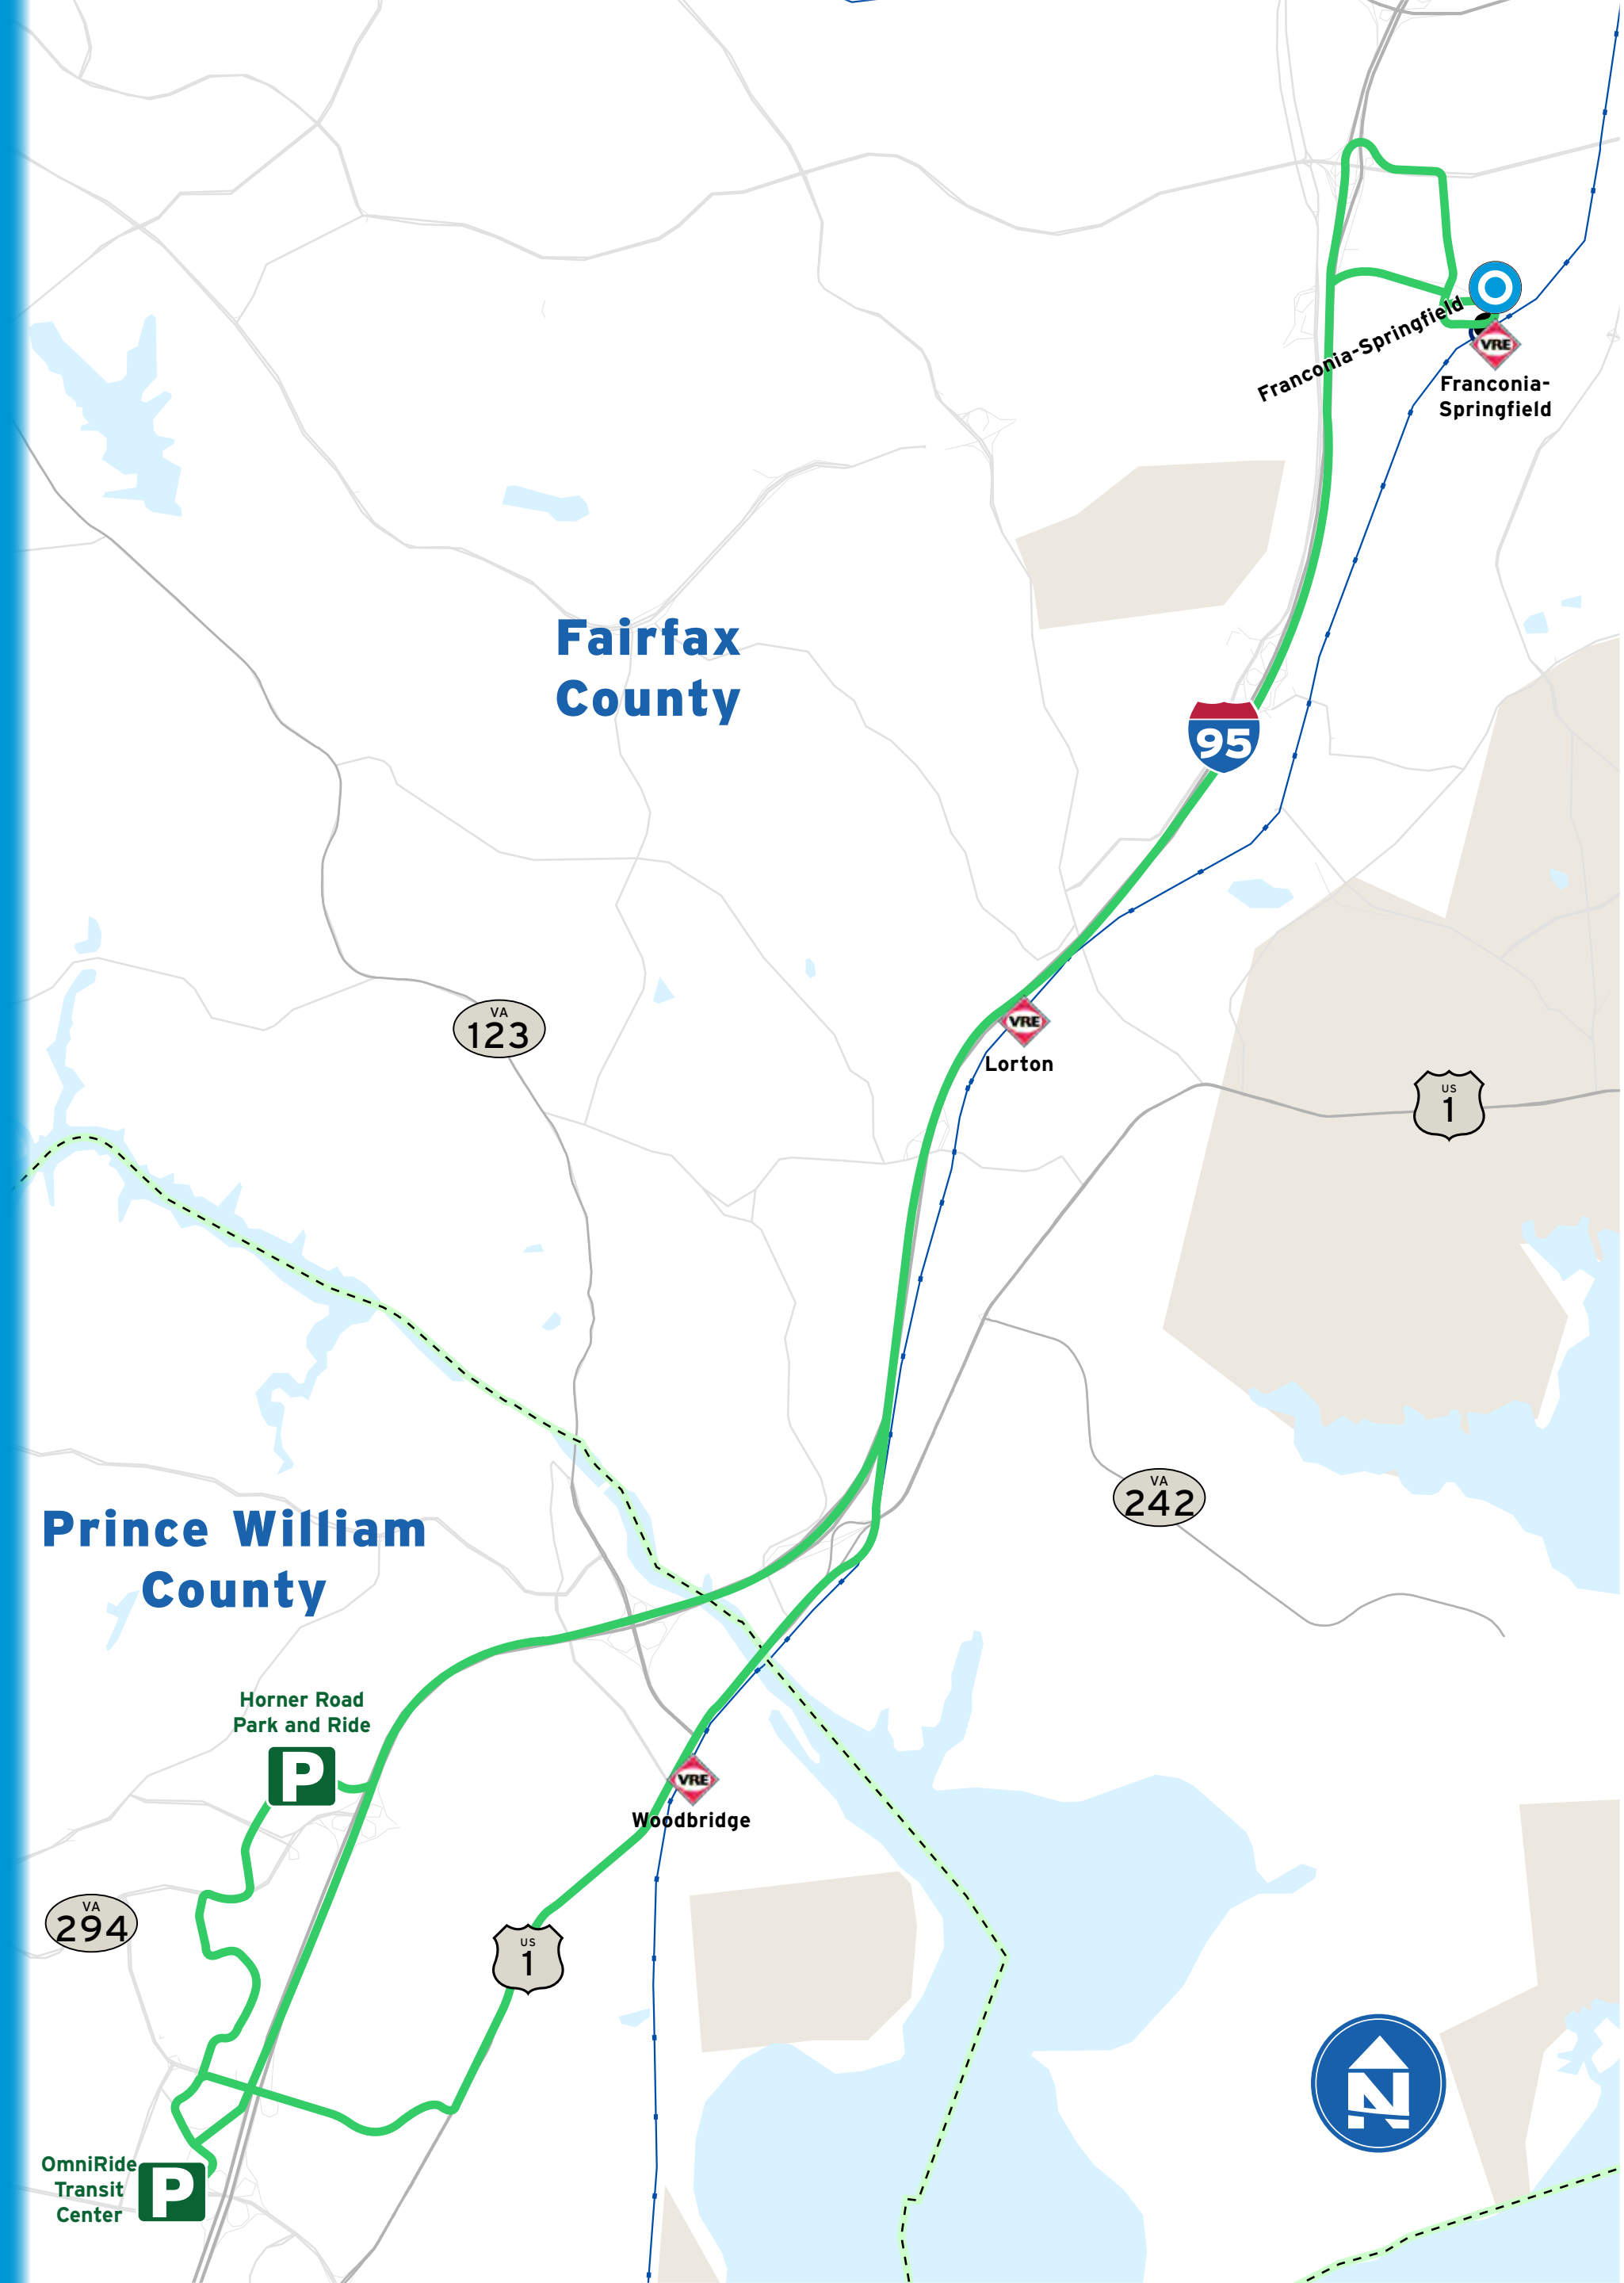 Franconia-Springfield
VRE
Franconia-
Springfield
Fairfax
County
95
VA
123
VRE
Lorton
US
1
VA
242
Prince William
County
Horner Road
Park and Ride
P
VRE
Woodbridge
VA
294
US
1
N
OmniRide
Transit
Center
P